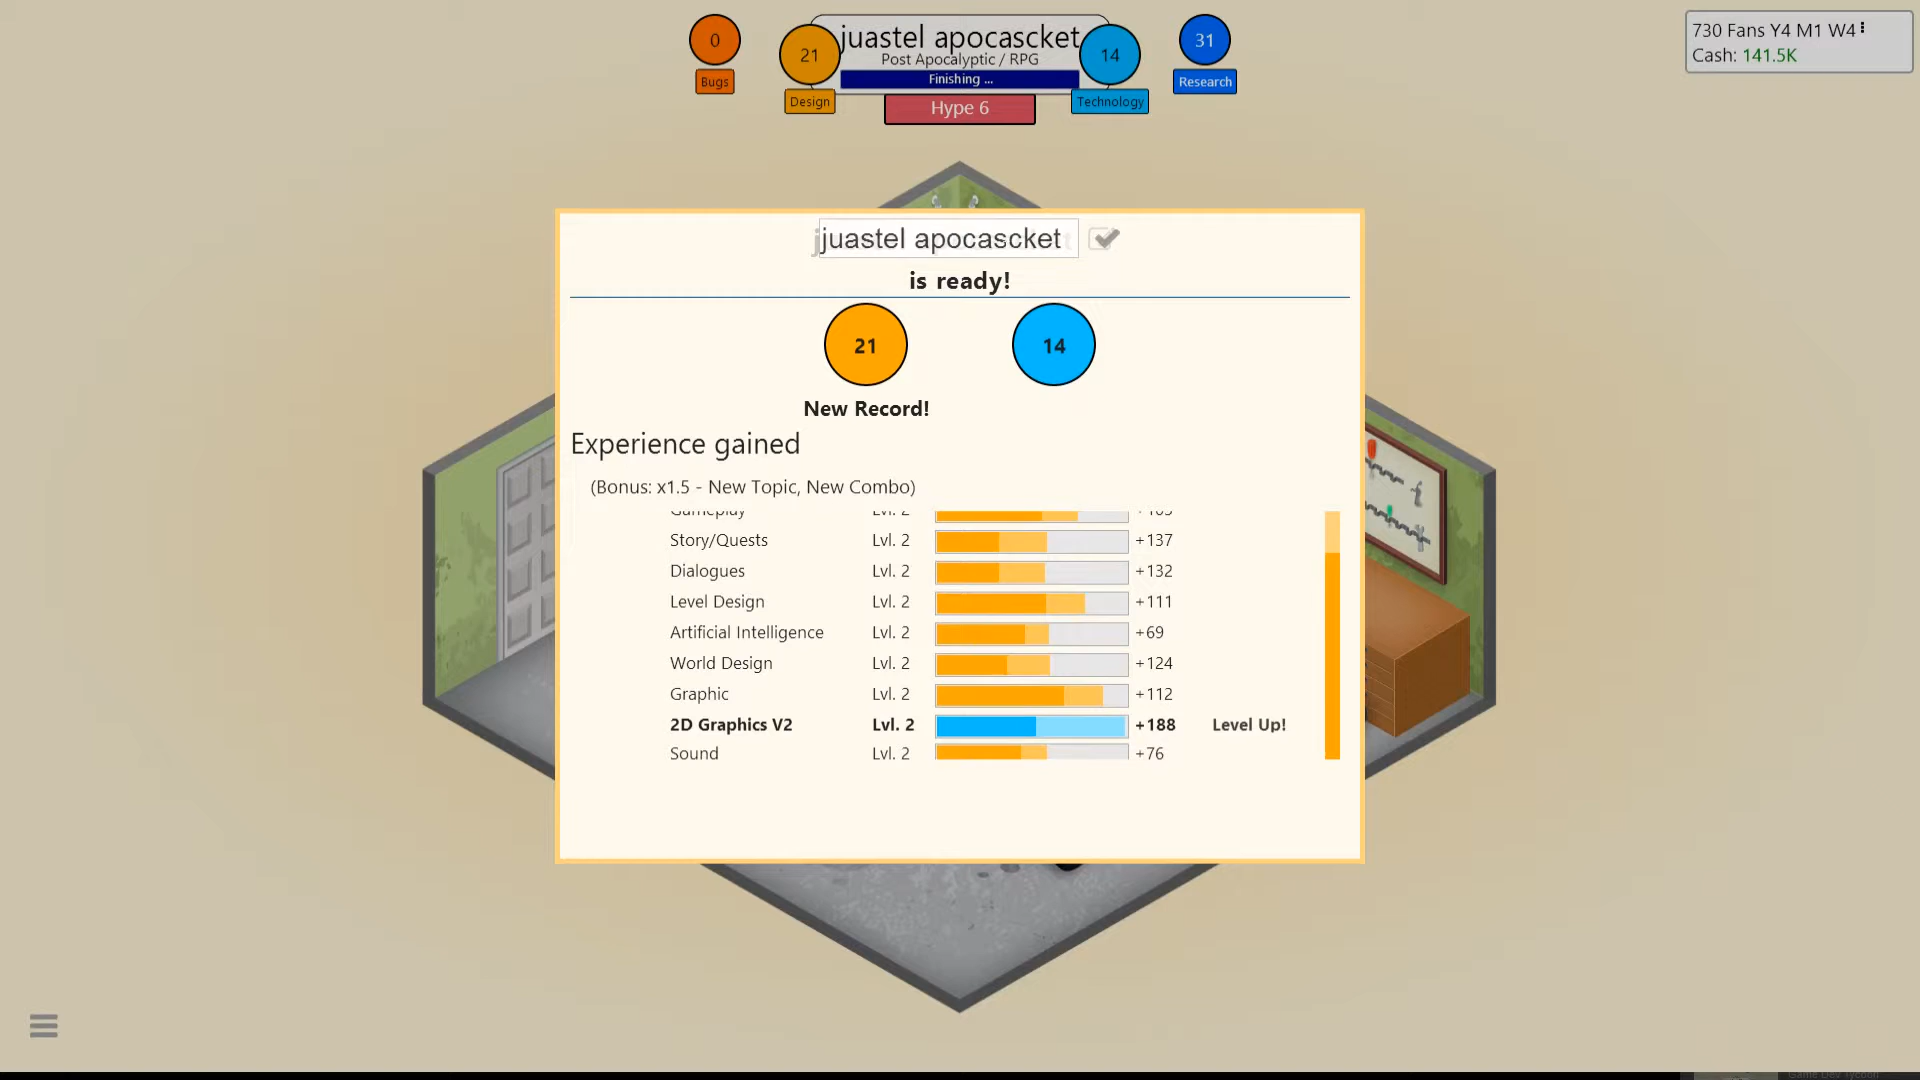 0
Bugs
21
Design
juastel apocascket
Post Apocalyptic / RPG
Finishing ...
Hype 6
14
Technology
31
Research
730 Fans Y4 M1 W4
Cash: 141.5K
juastel apocascket
is ready!
21
14
New Record!
Experience gained
(Bonus: x1.5 - New Topic, New Combo)
Gameplay Lvl. 2
Story/Quests Lvl. 2 +137
Dialogues Lvl. 2 +132
Level Design Lvl. 2 +111
Artificial Intelligence Lvl. 2 +69
World Design Lvl. 2 +124
Graphic Lvl. 2 +112
2D Graphics V2 Lvl. 2 +188 Level Up!
Sound Lvl. 2 +76